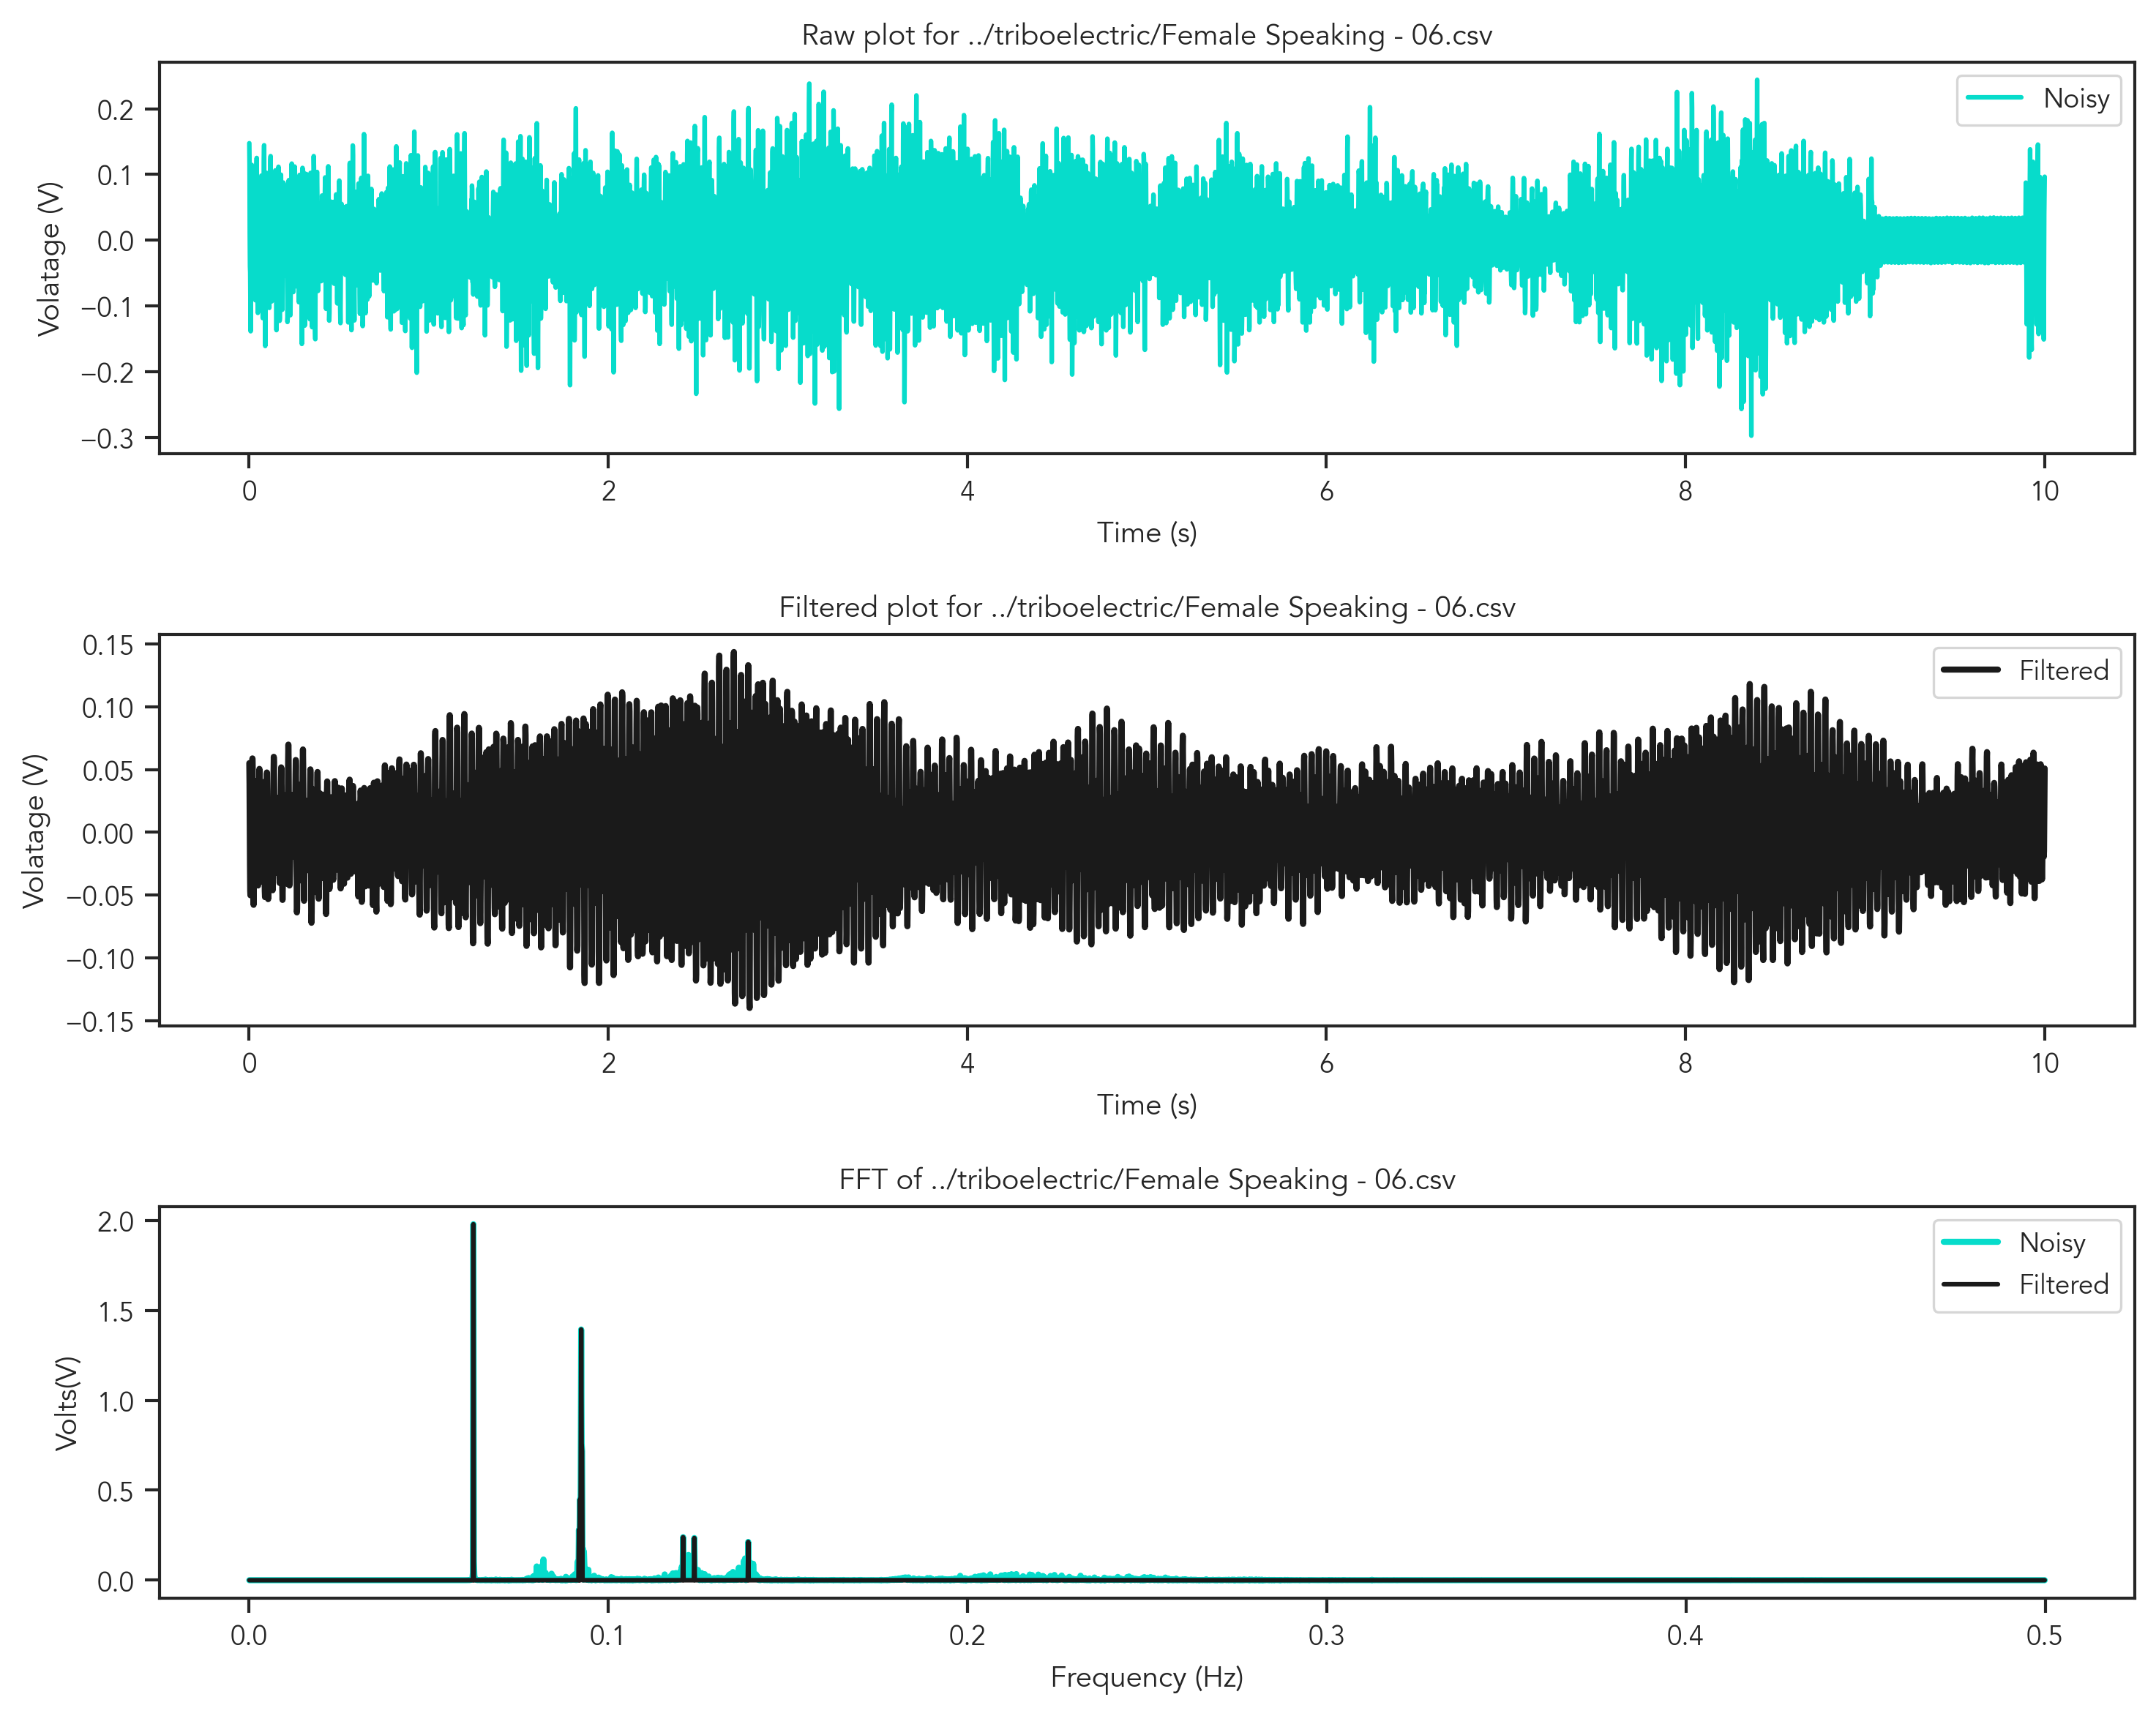 Raw plot for ../triboelectric/Female Speaking - 06.csv
Noisy
0.2
0.1
0.0
−0.1
−0.2
−0.3
Volatage (V)
0 2 4 6 8 10
Time (s)
Filtered plot for ../triboelectric/Female Speaking - 06.csv
Filtered
0.15
0.10
0.05
0.00
−0.05
−0.10
−0.15
Volatage (V)
0 2 4 6 8 10
Time (s)
FFT of ../triboelectric/Female Speaking - 06.csv
Noisy
Filtered
2.0
1.5
1.0
0.5
0.0
Volts(V)
0.0 0.1 0.2 0.3 0.4 0.5
Frequency (Hz)